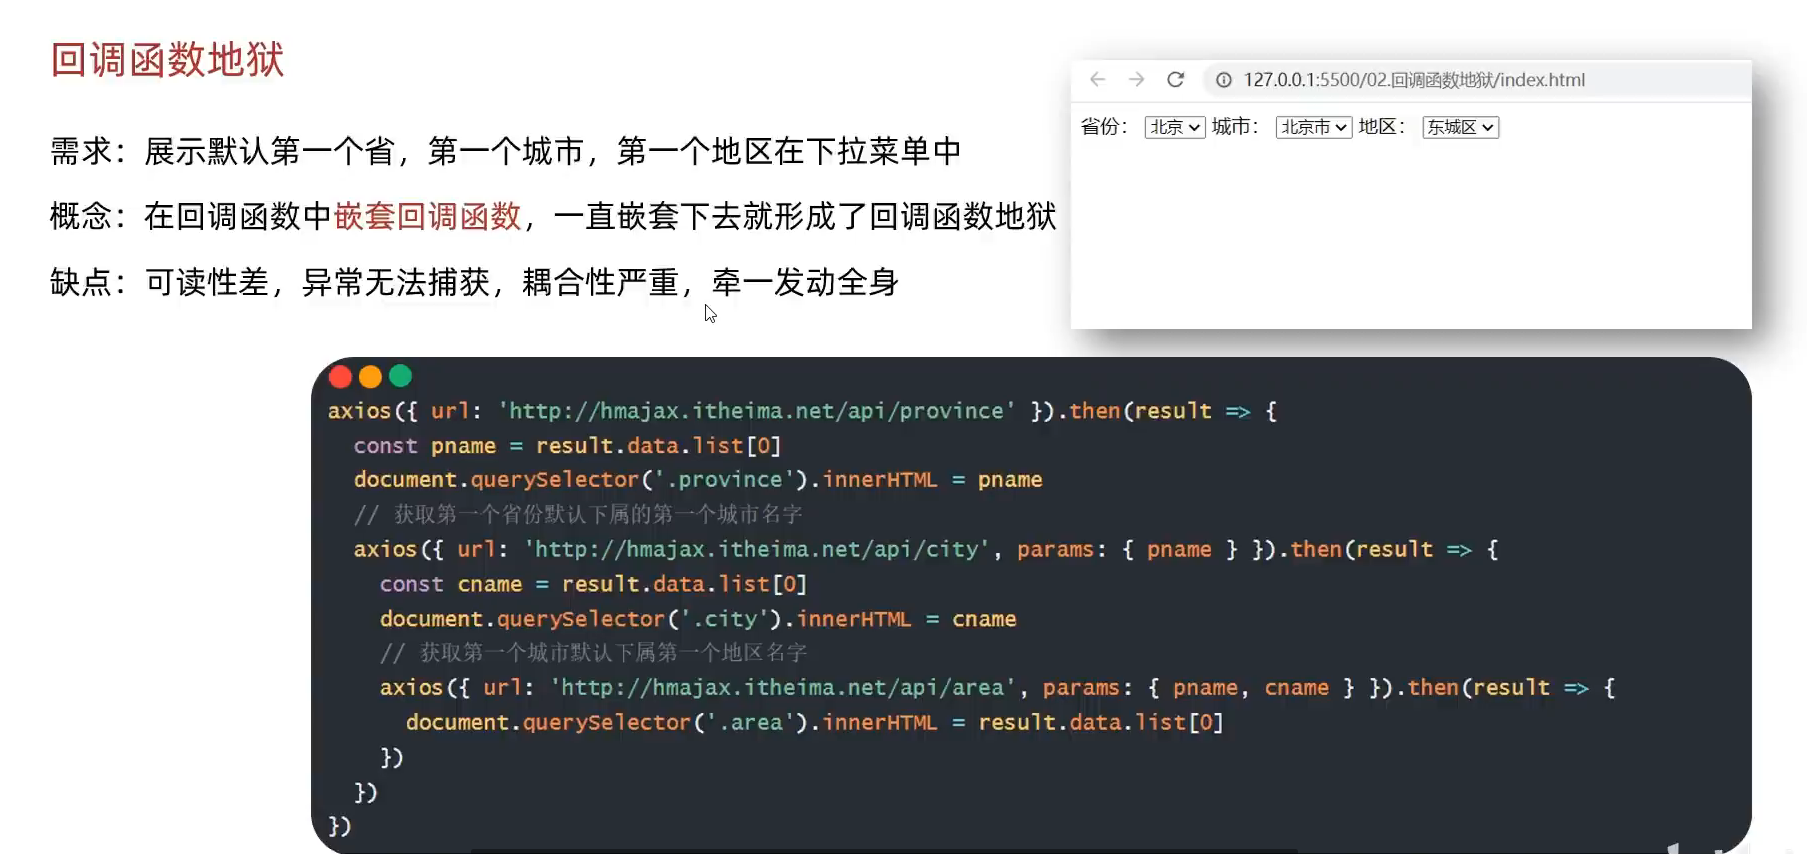 回调函数地狱
需求：展示默认第一个省，第一个城市，第一个地区在下拉菜单中
概念：在回调函数中嵌套回调函数，一直嵌套下去就形成了回调函数地狱
缺点：可读性差，异常无法捕获，耦合性严重，牵一发动全身
127.0.0.1:5500/02.回调函数地狱/index.html
省份： 北京 城市： 北京市 地区： 东城区
axios({ url: 'http://hmajax.itheima.net/api/province' }).then(result => {
  const pname = result.data.list[0]
  document.querySelector('.province').innerHTML = pname
  // 获取第一个省份默认下属的第一个城市名字
  axios({ url: 'http://hmajax.itheima.net/api/city', params: { pname } }).then(result => {
    const cname = result.data.list[0]
    document.querySelector('.city').innerHTML = cname
    // 获取第一个城市默认下属第一个地区名字
    axios({ url: 'http://hmajax.itheima.net/api/area', params: { pname, cname } }).then(result => {
      document.querySelector('.area').innerHTML = result.data.list[0]
    })
  })
})